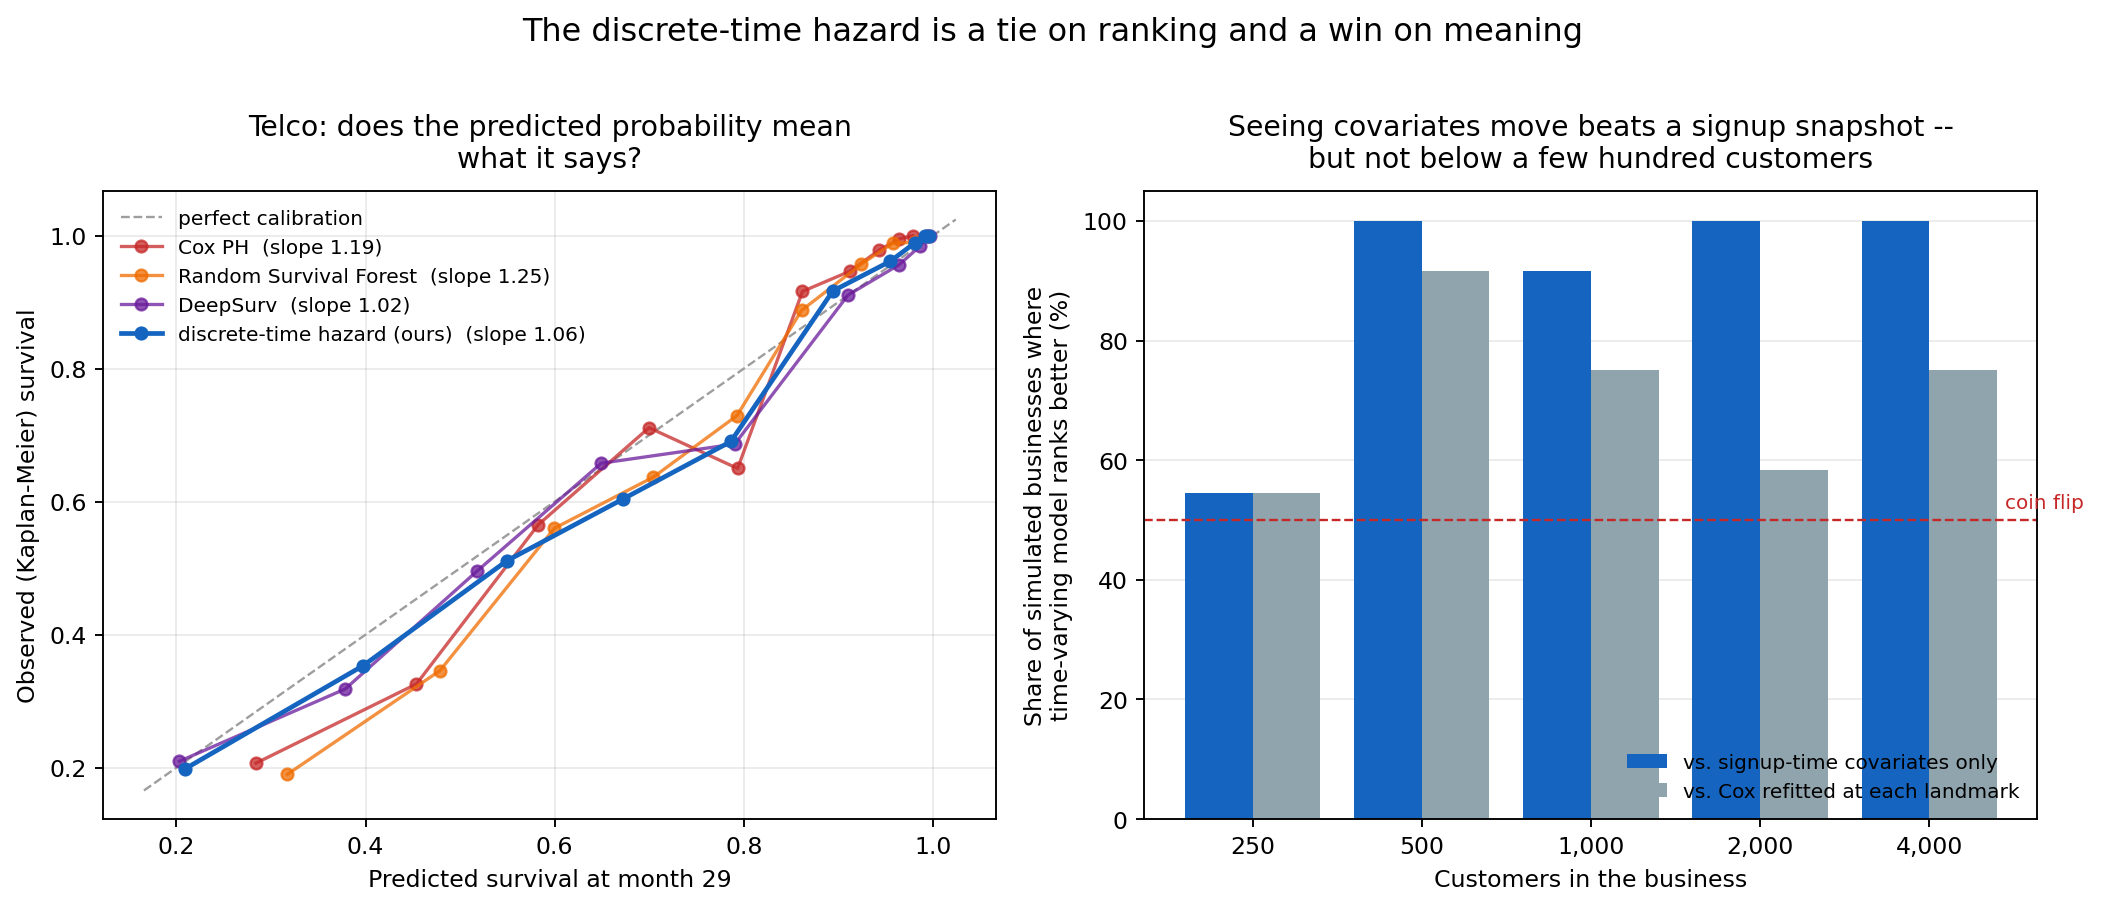 The discrete-time hazard is a tie on ranking and a win on meaning
Telco: does the predicted probability mean
what it says?
perfect calibration
Cox PH  (slope 1.19)
Random Survival Forest  (slope 1.25)
DeepSurv  (slope 1.02)
discrete-time hazard (ours)  (slope 1.06)
Observed (Kaplan-Meier) survival
1.0
0.8
0.6
0.4
0.2
0.2 0.4 0.6 0.8 1.0
Predicted survival at month 29
Seeing covariates move beats a signup snapshot --
but not below a few hundred customers
Share of simulated businesses where
time-varying model ranks better (%)
100
80
60
40
20
0
coin flip
vs. signup-time covariates only
vs. Cox refitted at each landmark
250 500 1,000 2,000 4,000
Customers in the business